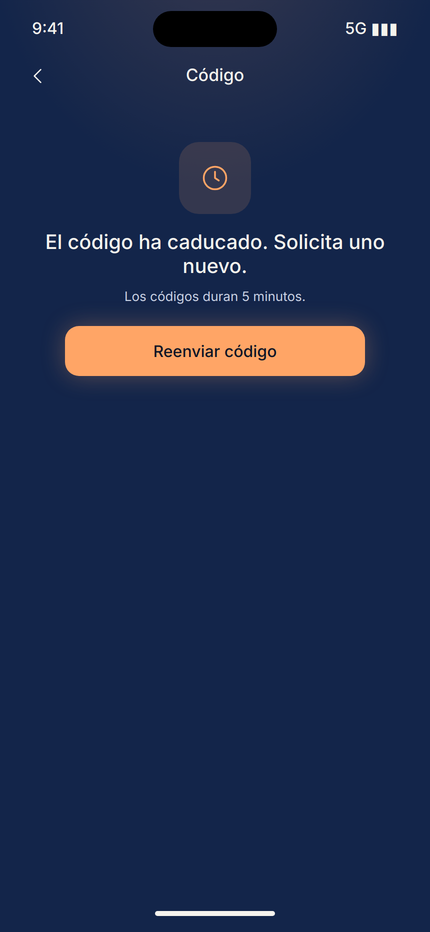 9:41
5G
Código
El código ha caducado. Solicita uno
nuevo.
Los códigos duran 5 minutos.
Reenviar código